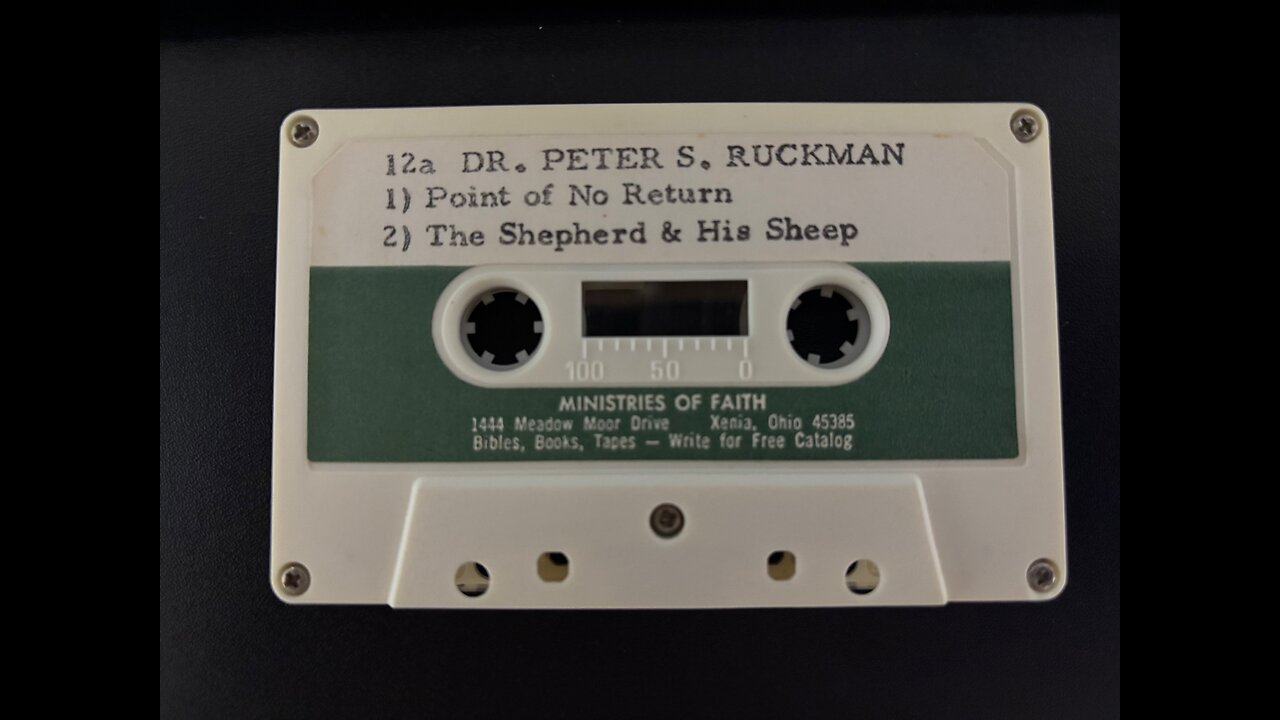 12a DR. PETER S. RUCKMAN
1) Point of No Return
2) The Shepherd & His Sheep
100 50 0
MINISTRIES OF FAITH
1444 Meadow Moor Drive Xenia, Ohio 45385
Bibles, Books, Tapes — Write for Free Catalog